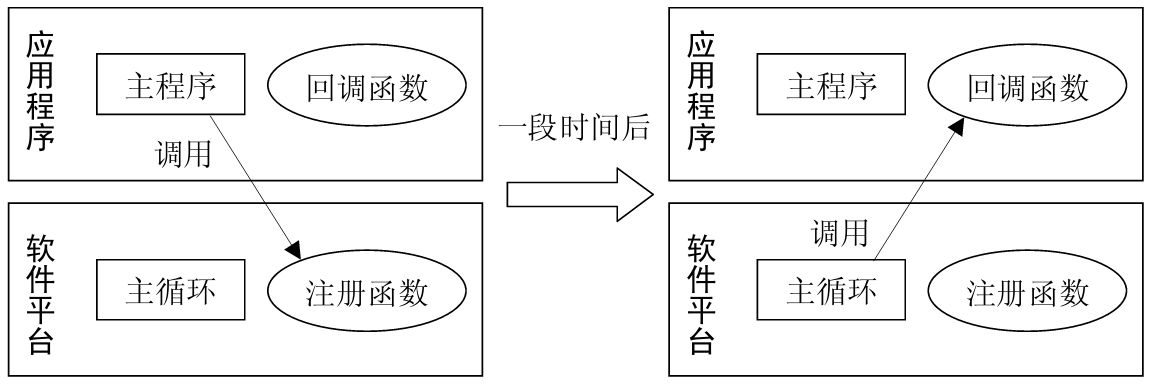 应用程序
主程序
回调函数
调用
软件平台
主循环
注册函数
一段时间后
应用程序
主程序
回调函数
调用
软件平台
主循环
注册函数